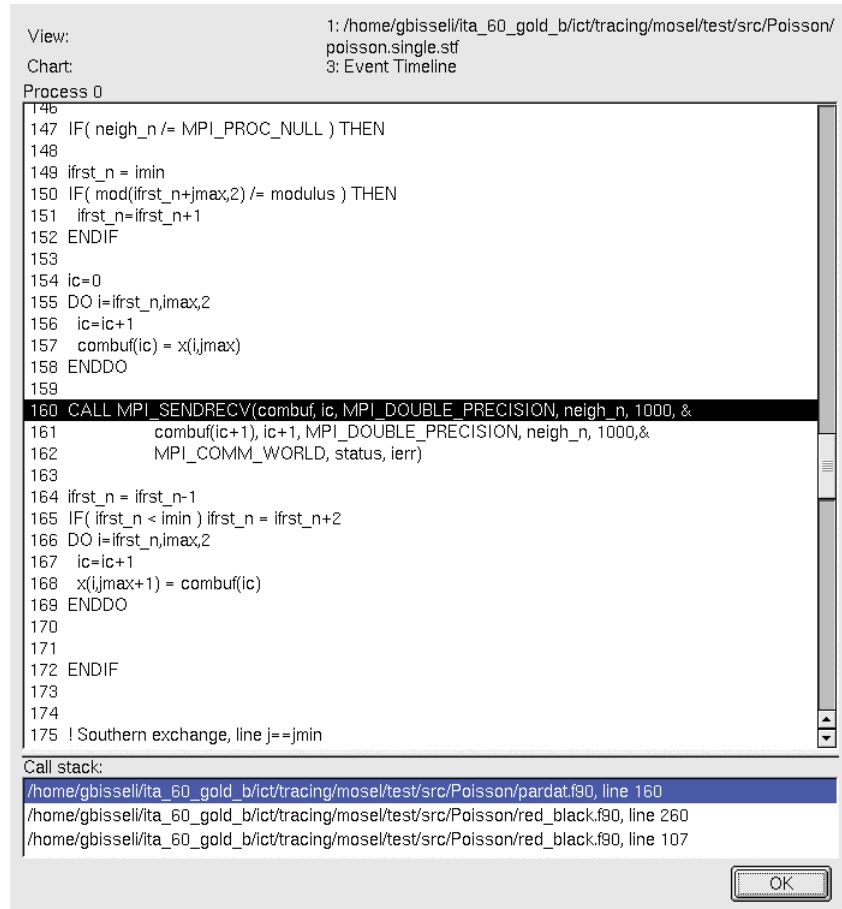 View:
1: /home/gbisseli/ita_60_gold_b/ict/tracing/mosel/test/src/Poisson/
poisson.single.stf
Chart:
3: Event Timeline
Process 0
146
147 IF( neigh_n /= MPI_PROC_NULL ) THEN
148
149 ifrst_n = imin
150 IF( mod(ifrst_n+jmax,2) /= modulus ) THEN
151 ifrst_n=ifrst_n+1
152 ENDIF
153
154 ic=0
155 DO i=ifrst_n,imax,2
156 ic=ic+1
157 combuf(ic) = x(i,jmax)
158 ENDDO
159
160 CALL MPI_SENDRECV(combuf, ic, MPI_DOUBLE_PRECISION, neigh_n, 1000, &
161 combuf(ic+1), ic+1, MPI_DOUBLE_PRECISION, neigh_n, 1000,&
162 MPI_COMM_WORLD, status, ierr)
163
164 ifrst_n = ifrst_n-1
165 IF( ifrst_n < imin ) ifrst_n = ifrst_n+2
166 DO i=ifrst_n,imax,2
167 ic=ic+1
168 x(i,jmax+1) = combuf(ic)
169 ENDDO
170
171
172 ENDIF
173
174
175 ! Southern exchange, line j==jmin
Call stack:
/home/gbisseli/ita_60_gold_b/ict/tracing/mosel/test/src/Poisson/pardat.f90, line 160
/home/gbisseli/ita_60_gold_b/ict/tracing/mosel/test/src/Poisson/red_black.f90, line 260
/home/gbisseli/ita_60_gold_b/ict/tracing/mosel/test/src/Poisson/red_black.f90, line 107
OK